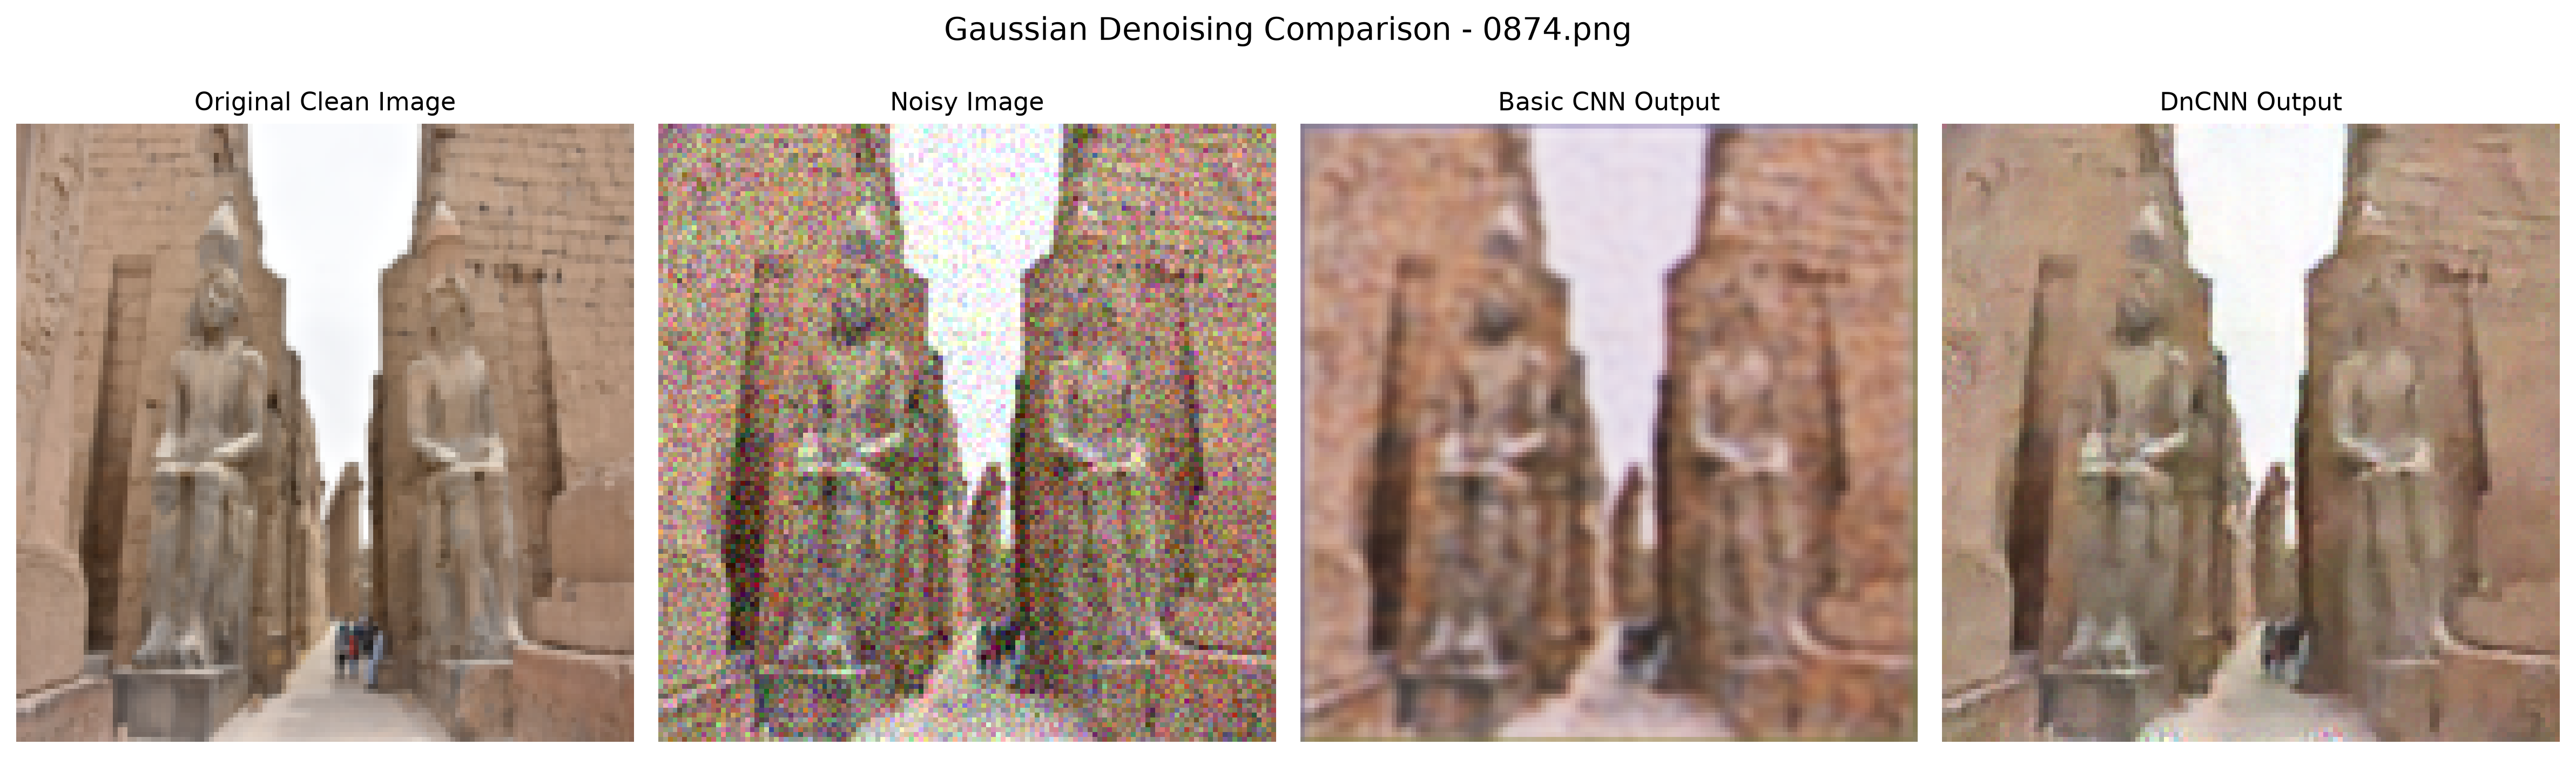 Gaussian Denoising Comparison - 0874.png
Original Clean Image
Noisy Image
Basic CNN Output
DnCNN Output